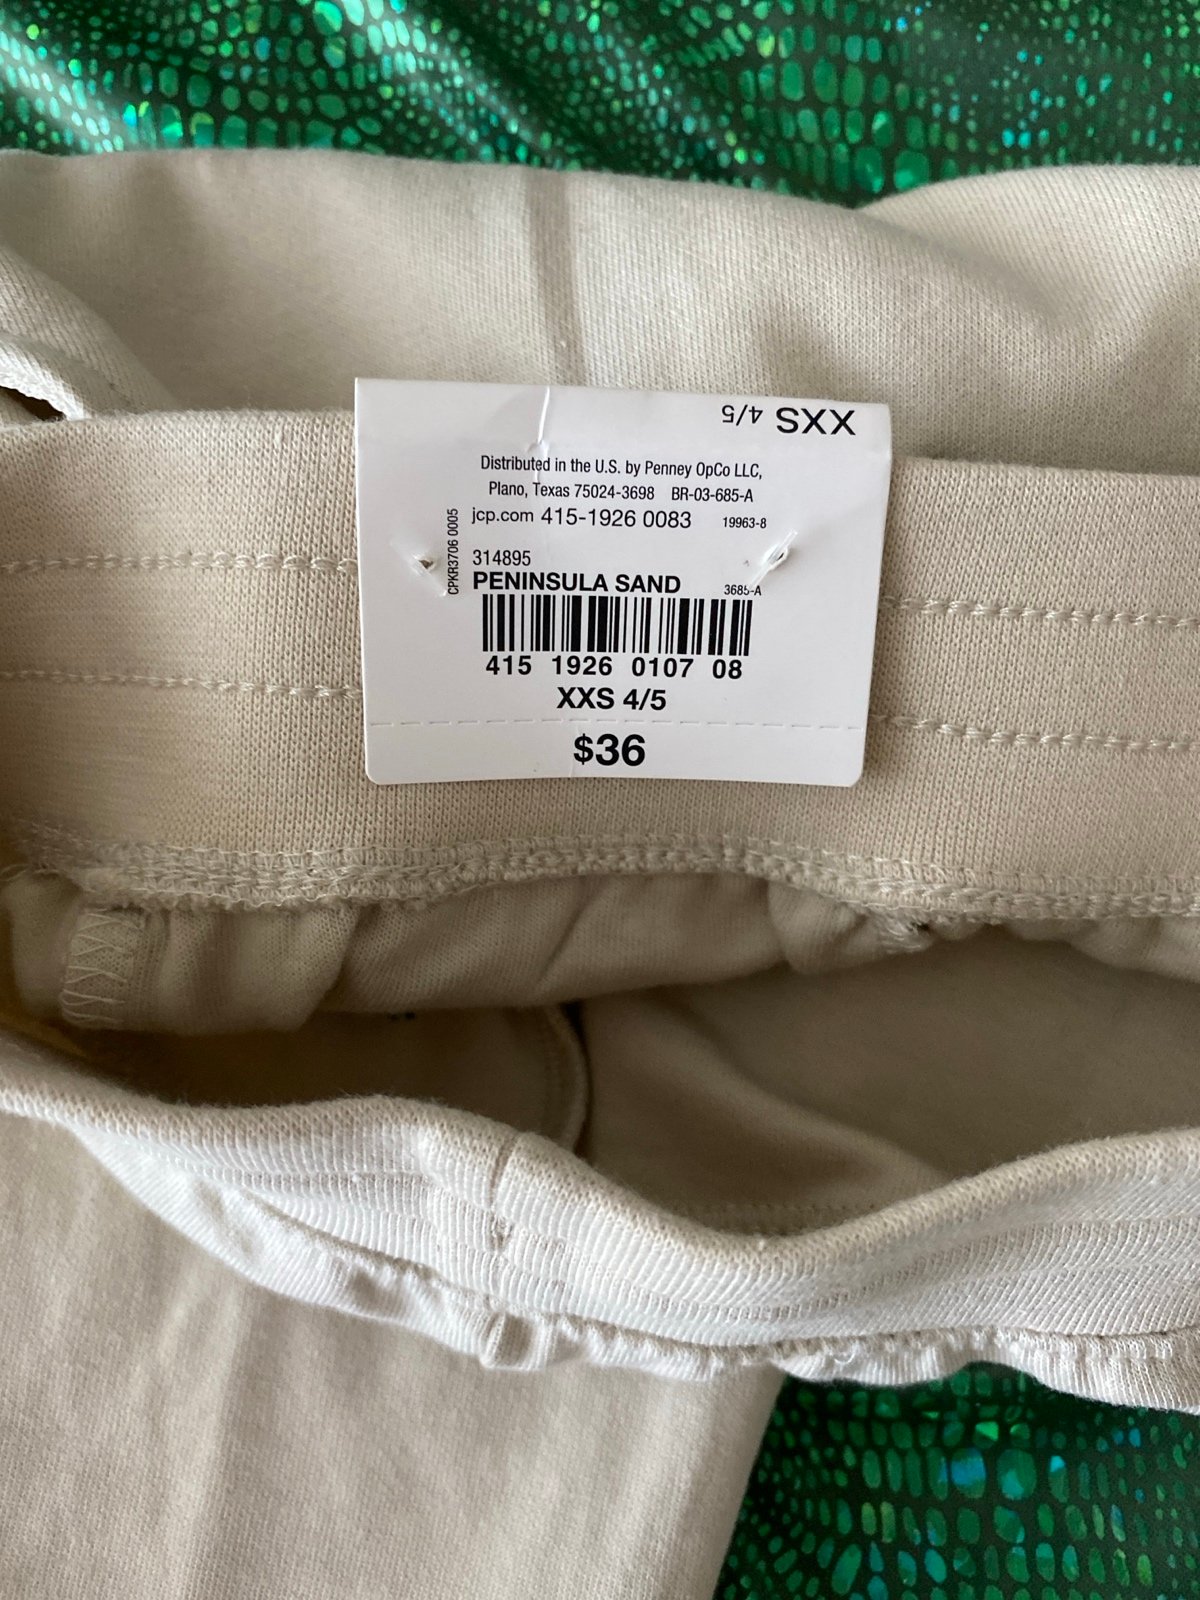 XXS 4/5
Distributed in the U.S. by Penney OpCo LLC,
Plano, Texas 75024-3698 BR-03-685-A
jcp.com 415-1926 0083 19963-8
CPKR3706 0005
314895
PENINSULA SAND 3685-A
415 1926 0107 08
XXS 4/5
$36